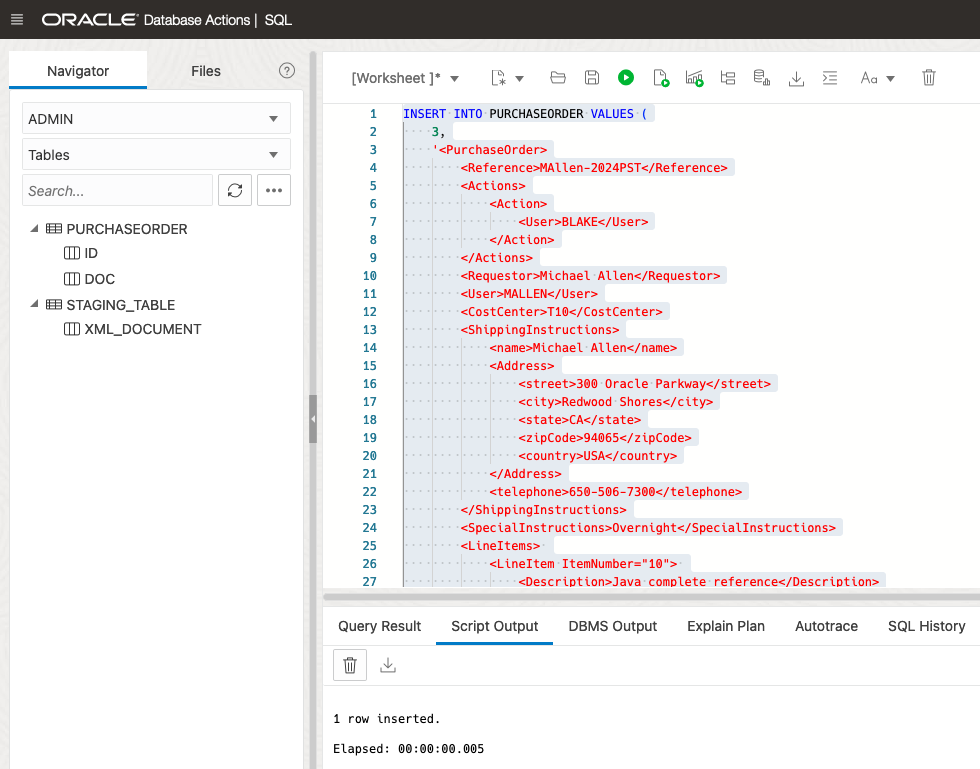 ORACLE Database Actions | SQL
Navigator
Files
?
ADMIN
Tables
Search...
PURCHASEORDER
ID
DOC
STAGING_TABLE
XML_DOCUMENT
[Worksheet ]*
Aa
1 INSERT INTO PURCHASEORDER VALUES (
2 3,
3 '<PurchaseOrder>
4 <Reference>MAllen-2024PST</Reference>
5 <Actions>
6 <Action>
7 <User>BLAKE</User>
8 </Action>
9 </Actions>
10 <Requestor>Michael Allen</Requestor>
11 <User>MALLEN</User>
12 <CostCenter>T10</CostCenter>
13 <ShippingInstructions>
14 <name>Michael Allen</name>
15 <Address>
16 <street>300 Oracle Parkway</street>
17 <city>Redwood Shores</city>
18 <state>CA</state>
19 <zipCode>94065</zipCode>
20 <country>USA</country>
21 </Address>
22 <telephone>650-506-7300</telephone>
23 </ShippingInstructions>
24 <SpecialInstructions>Overnight</SpecialInstructions>
25 <LineItems>
26 <LineItem ItemNumber="10">
27 <Description>Java complete reference</Description>
Query Result
Script Output
DBMS Output
Explain Plan
Autotrace
SQL History
1 row inserted.
Elapsed: 00:00:00.005